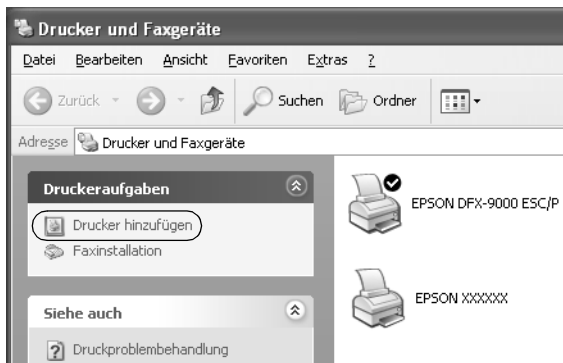 Drucker und Faxgeräte
Datei Bearbeiten Ansicht Favoriten Extras ?
Zurück Suchen Ordner
Adresse Drucker und Faxgeräte
Druckeraufgaben
Drucker hinzufügen
Faxinstallation
Siehe auch
Druckproblembehandlung
EPSON DFX-9000 ESC/P
EPSON XXXXXX